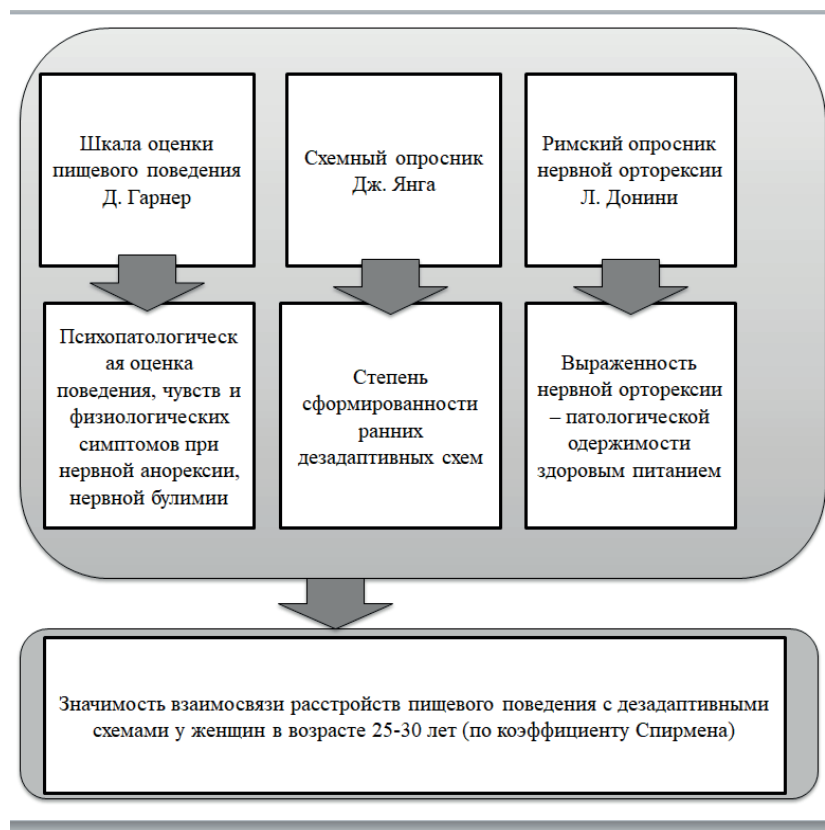 Шкала оценки
пищевого поведения
Д. Гарнер
Схемный опросник
Дж. Янга
Римский опросник
нервной орторексии
Л. Донини
Психопатологическ
ая оценка
поведения, чувств и
физиологических
симптомов при
нервной анорексии,
нервной булимии
Степень
сформированности
ранних
дезадаптивных схем
Выраженность
нервной орторексии
– патологической
одержимости
здоровым питанием
Значимость взаимосвязи расстройств пищевого поведения с дезадаптивными
схемами у женщин в возрасте 25-30 лет (по коэффициенту Спирмена)